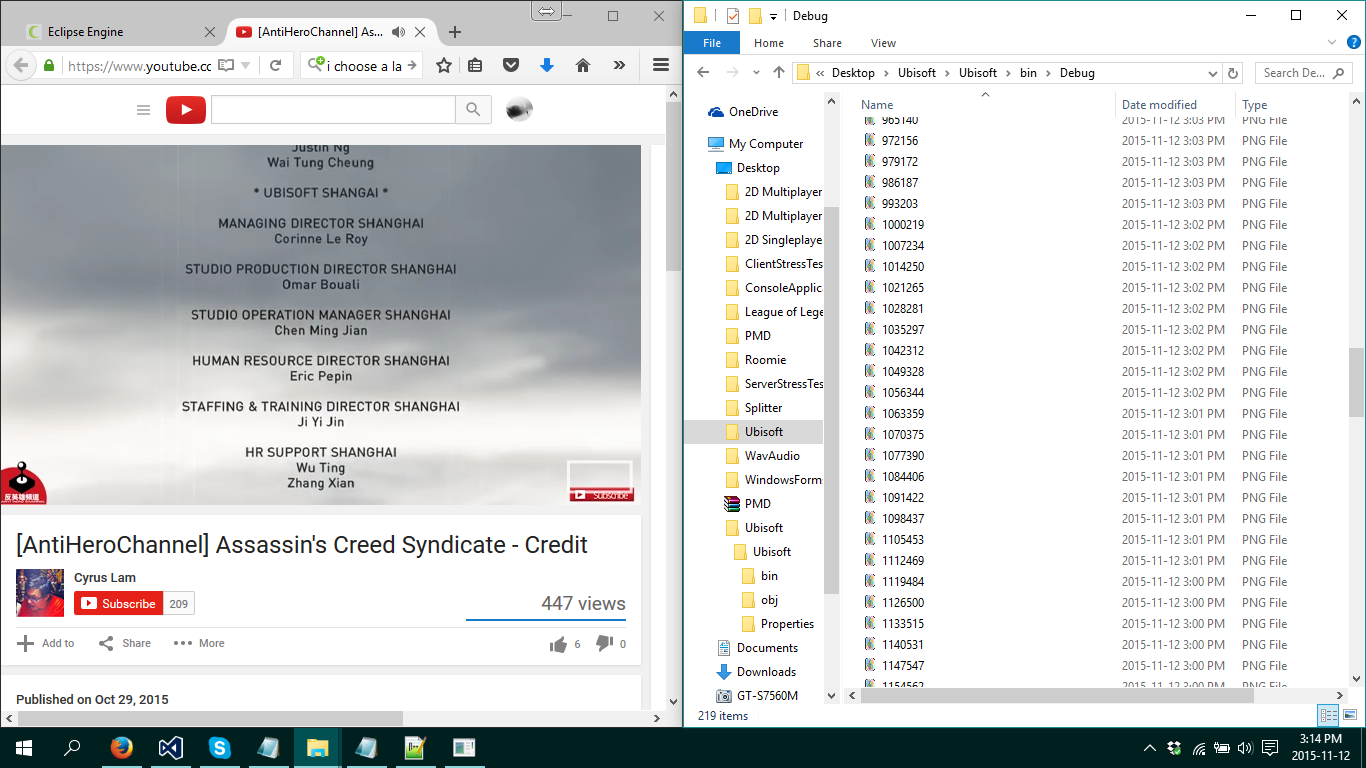 Eclipse Engine
[AntiHeroChannel] As...
https://www.youtube.cc
i choose a la
Justin Ng
Wai Tung Cheung
* UBISOFT SHANGAI *
MANAGING DIRECTOR SHANGHAI
Corinne Le Roy
STUDIO PRODUCTION DIRECTOR SHANGHAI
Omar Bouali
STUDIO OPERATION MANAGER SHANGHAI
Chen Ming Jian
HUMAN RESOURCE DIRECTOR SHANGHAI
Eric Pepin
STAFFING & TRAINING DIRECTOR SHANGHAI
Ji Yi Jin
HR SUPPORT SHANGHAI
Wu Ting
Zhang Xian
反英雄頻道
Subscribe
[AntiHeroChannel] Assassin's Creed Syndicate - Credit
Cyrus Lam
Subscribe 209
447 views
Add to Share More 6 0
Published on Oct 29, 2015
Debug
File Home Share View
« Desktop Ubisoft Ubisoft bin Debug
Search De...
OneDrive
My Computer
Desktop
2D Multiplayer
2D Multiplayer
2D Singleplaye
ClientStressTes
ConsoleApplic
League of Lege
PMD
Roomie
ServerStressTes
Splitter
Ubisoft
WavAudio
WindowsForm
PMD
Ubisoft
Ubisoft
bin
obj
Properties
Documents
Downloads
GT-S7560M
Name Date modified Type
965140 2015-11-12 3:03 PM PNG File
972156 2015-11-12 3:03 PM PNG File
979172 2015-11-12 3:03 PM PNG File
986187 2015-11-12 3:03 PM PNG File
993203 2015-11-12 3:03 PM PNG File
1000219 2015-11-12 3:02 PM PNG File
1007234 2015-11-12 3:02 PM PNG File
1014250 2015-11-12 3:02 PM PNG File
1021265 2015-11-12 3:02 PM PNG File
1028281 2015-11-12 3:02 PM PNG File
1035297 2015-11-12 3:02 PM PNG File
1042312 2015-11-12 3:02 PM PNG File
1049328 2015-11-12 3:02 PM PNG File
1056344 2015-11-12 3:02 PM PNG File
1063359 2015-11-12 3:01 PM PNG File
1070375 2015-11-12 3:01 PM PNG File
1077390 2015-11-12 3:01 PM PNG File
1084406 2015-11-12 3:01 PM PNG File
1091422 2015-11-12 3:01 PM PNG File
1098437 2015-11-12 3:01 PM PNG File
1105453 2015-11-12 3:01 PM PNG File
1112469 2015-11-12 3:01 PM PNG File
1119484 2015-11-12 3:00 PM PNG File
1126500 2015-11-12 3:00 PM PNG File
1133515 2015-11-12 3:00 PM PNG File
1140531 2015-11-12 3:00 PM PNG File
1147547 2015-11-12 3:00 PM PNG File
1154562 2015-11-12 3:00 PM PNG File
219 items
3:14 PM
2015-11-12